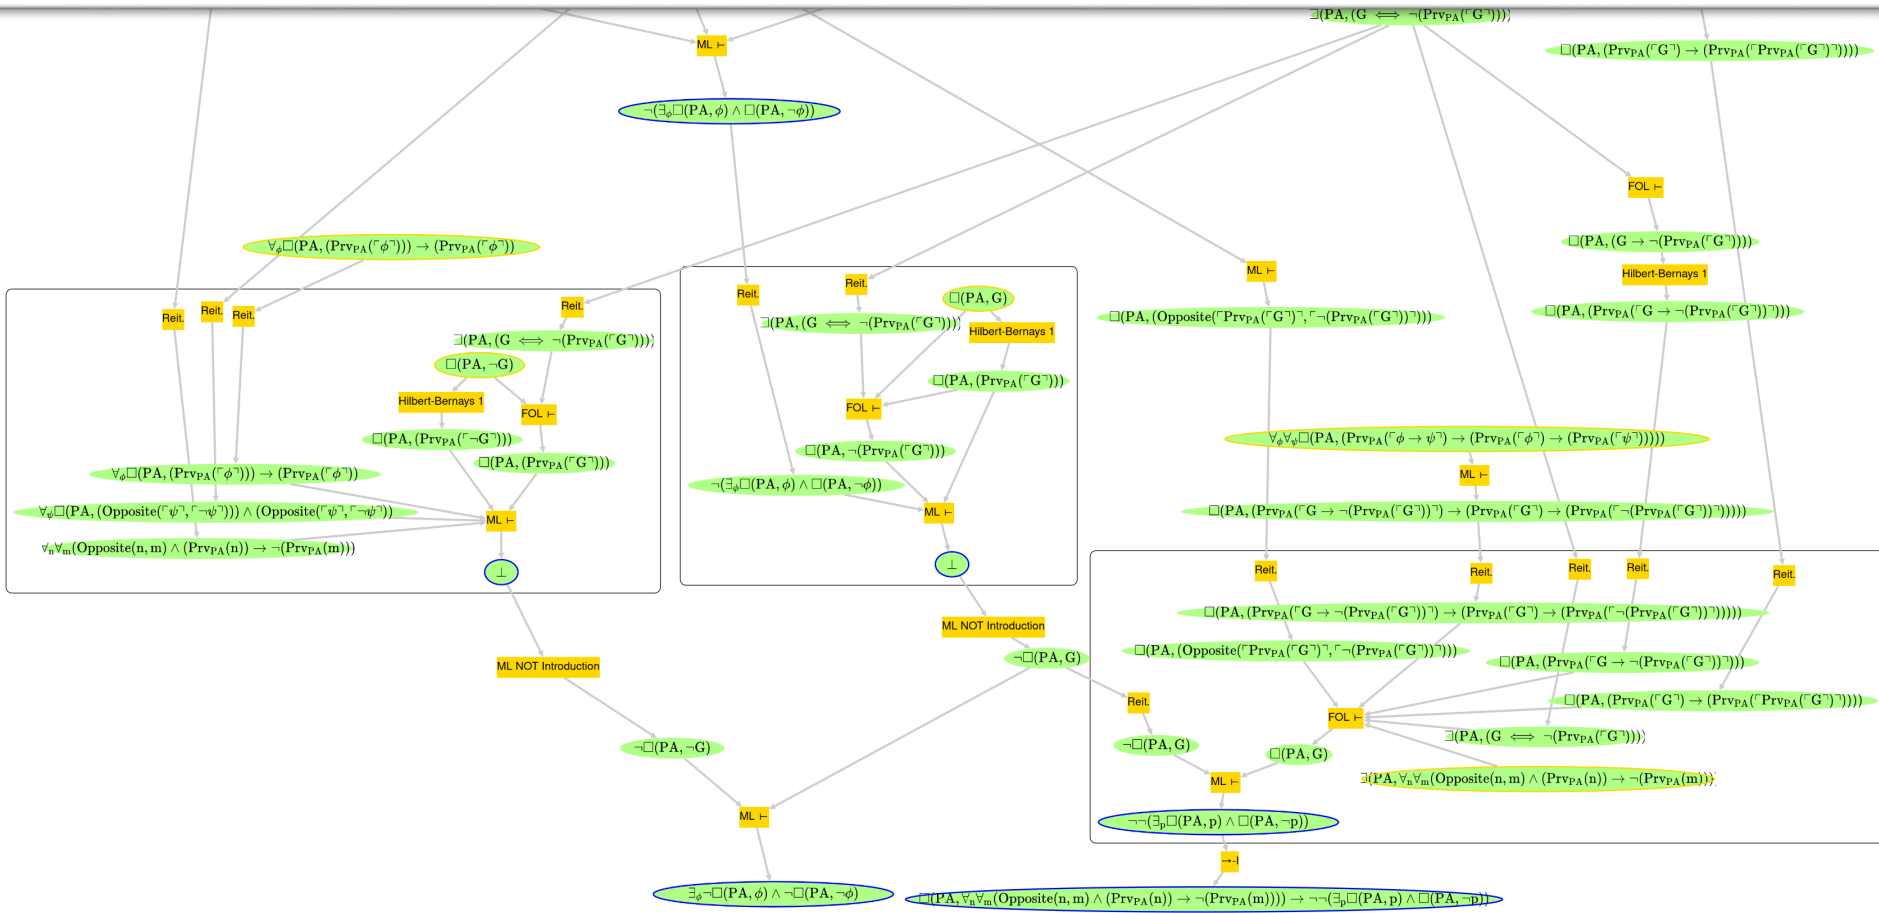 □(PA, (G ⟺ ¬(Prv_PA(⌜G⌝))))
ML ⊢
□(PA, (Prv_PA(⌜G⌝) → (Prv_PA(⌜Prv_PA(⌜G⌝)⌝))))
¬(∃_ϕ□(PA, ϕ) ∧ □(PA, ¬ϕ))
FOL ⊢
∀_ϕ□(PA, (Prv_PA(⌜ϕ⌝))) → (Prv_PA(⌜ϕ⌝))
□(PA, (G → ¬(Prv_PA(⌜G⌝))))
ML ⊢
Hilbert-Bernays 1
Reit.
Reit.
□(PA, G)
Reit.
Reit.
Reit.
Reit.
□(PA, (Prv_PA(⌜G → ¬(Prv_PA(⌜G⌝))⌝)))
□(PA, (Opposite(⌜Prv_PA(⌜G⌝)⌝, ⌜¬(Prv_PA(⌜G⌝))⌝)))
□(PA, (G ⟺ ¬(Prv_PA(⌜G⌝))))
Hilbert-Bernays 1
□(PA, (G ⟺ ¬(Prv_PA(⌜G⌝))))
□(PA, ¬G)
□(PA, (Prv_PA(⌜G⌝)))
Hilbert-Bernays 1
FOL ⊢
FOL ⊢
□(PA, (Prv_PA(⌜¬G⌝)))
∀_ϕ∀_ψ□(PA, (Prv_PA(⌜ϕ → ψ⌝) → (Prv_PA(⌜ϕ⌝) → (Prv_PA(⌜ψ⌝)))))
□(PA, ¬(Prv_PA(⌜G⌝)))
□(PA, (Prv_PA(⌜G⌝)))
∀_ϕ□(PA, (Prv_PA(⌜ϕ⌝))) → (Prv_PA(⌜ϕ⌝))
ML ⊢
¬(∃_ϕ□(PA, ϕ) ∧ □(PA, ¬ϕ))
∀_ψ□(PA, (Opposite(⌜ψ⌝, ⌜¬ψ⌝))) ∧ (Opposite(⌜ψ⌝, ⌜¬ψ⌝))
□(PA, (Prv_PA(⌜G → ¬(Prv_PA(⌜G⌝))⌝) → (Prv_PA(⌜G⌝) → (Prv_PA(⌜¬(Prv_PA(⌜G⌝))⌝)))))
ML ⊢
ML ⊢
∀_n∀_m(Opposite(n, m) ∧ (Prv_PA(n)) → ¬(Prv_PA(m)))
⊥
⊥
Reit.
Reit.
Reit.
Reit.
Reit.
□(PA, (Prv_PA(⌜G → ¬(Prv_PA(⌜G⌝))⌝) → (Prv_PA(⌜G⌝) → (Prv_PA(⌜¬(Prv_PA(⌜G⌝))⌝)))))
ML NOT Introduction
□(PA, (Opposite(⌜Prv_PA(⌜G⌝)⌝, ⌜¬(Prv_PA(⌜G⌝))⌝)))
¬□(PA, G)
□(PA, (Prv_PA(⌜G → ¬(Prv_PA(⌜G⌝))⌝)))
ML NOT Introduction
Reit.
□(PA, (Prv_PA(⌜G⌝) → (Prv_PA(⌜Prv_PA(⌜G⌝)⌝))))
FOL ⊢
□(PA, (G ⟺ ¬(Prv_PA(⌜G⌝))))
¬□(PA, ¬G)
¬□(PA, G)
□(PA, G)
□(PA, ∀_n∀_m(Opposite(n, m) ∧ (Prv_PA(n)) → ¬(Prv_PA(m))))
ML ⊢
ML ⊢
¬¬(∃_p□(PA, p) ∧ □(PA, ¬p))
→-I
∃_ϕ¬□(PA, ϕ) ∧ ¬□(PA, ¬ϕ)
□(PA, ∀_n∀_m(Opposite(n, m) ∧ (Prv_PA(n)) → ¬(Prv_PA(m)))) → ¬¬(∃_p□(PA, p) ∧ □(PA, ¬p))